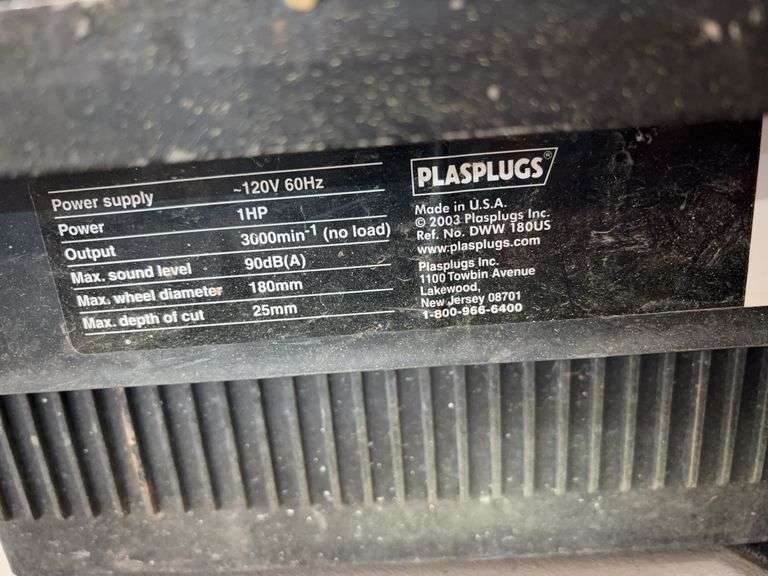 Power supply ~120V 60Hz
Power 1HP
Output 3000min-1 (no load)
Max. sound level 90dB(A)
Max. wheel diameter 180mm
Max. depth of cut 25mm
PLASPLUGS®
Made in U.S.A.
© 2003 Plasplugs Inc.
Ref. No. DWW 180US
www.plasplugs.com
Plasplugs Inc.
1100 Towbin Avenue
Lakewood,
New Jersey 08701
1-800-966-6400